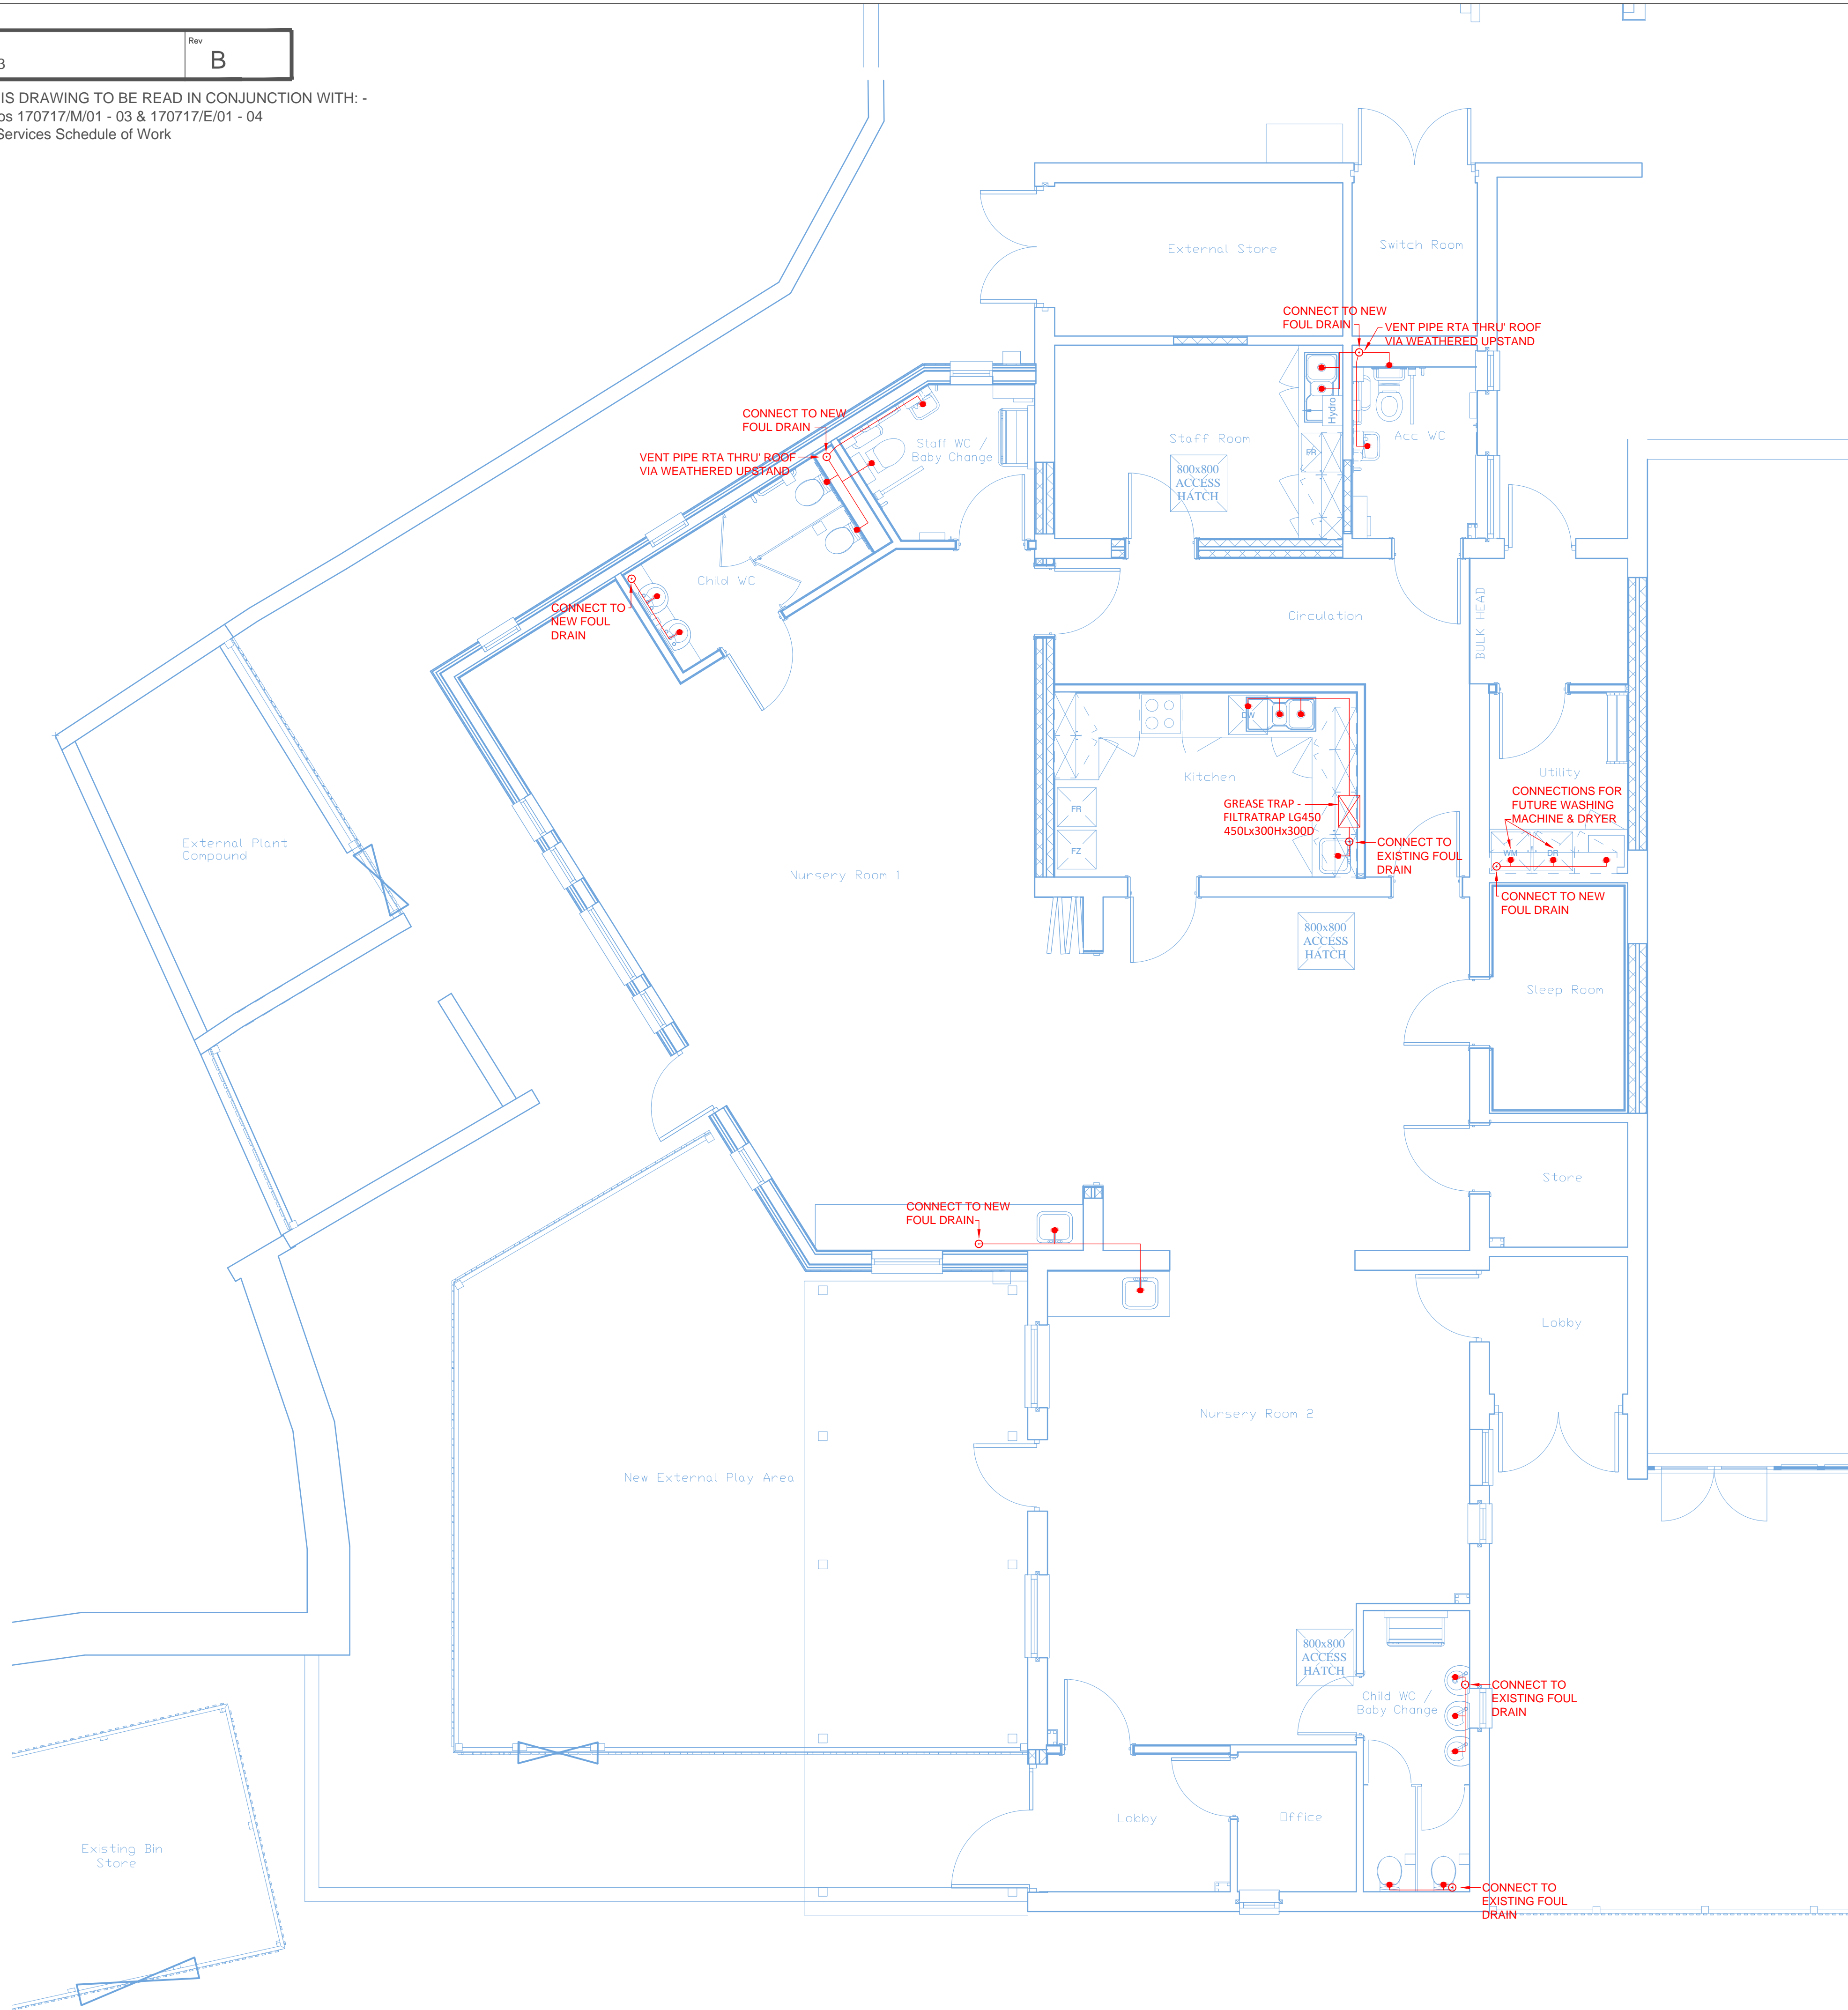 Rev
3
B
IS DRAWING TO BE READ IN CONJUNCTION WITH: -
os 170717/M/01 - 03 & 170717/E/01 - 04
Services Schedule of Work
External Store
Switch Room
CONNECT TO NEW
FOUL DRAIN
VENT PIPE RTA THRU' ROOF
VIA WEATHERED UPSTAND
CONNECT TO NEW
FOUL DRAIN
VENT PIPE RTA THRU' ROOF
VIA WEATHERED UPSTAND
Staff WC /
Baby Change
Staff Room
800x800
ACCESS
HATCH
Hydro
FR
Acc WC
Child WC
CONNECT TO
NEW FOUL
DRAIN
Circulation
BULK HEAD
DW
Kitchen
FR
FZ
GREASE TRAP -
FILTRATRAP LG450
450Lx300Hx300D
CONNECT TO
EXISTING FOUL
DRAIN
Utility
CONNECTIONS FOR
FUTURE WASHING
MACHINE & DRYER
WM
DR
CONNECT TO NEW
FOUL DRAIN
External Plant
Compound
Nursery Room 1
800x800
ACCESS
HATCH
Sleep Room
Store
CONNECT TO NEW
FOUL DRAIN
Lobby
Nursery Room 2
New External Play Area
800x800
ACCESS
HATCH
Child WC /
Baby Change
CONNECT TO
EXISTING FOUL
DRAIN
Lobby
Office
Existing Bin
Store
CONNECT TO
EXISTING FOUL
DRAIN